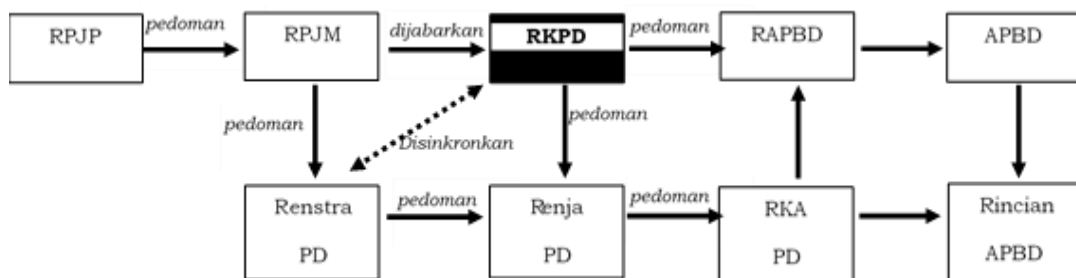 RPJP
pedoman
RPJM
dijabarkan
RKPD
pedoman
RAPBD
APBD
pedoman
Disinkronkan
pedoman
Renstra
PD
pedoman
Renja
PD
pedoman
RKA
PD
Rincian
APBD